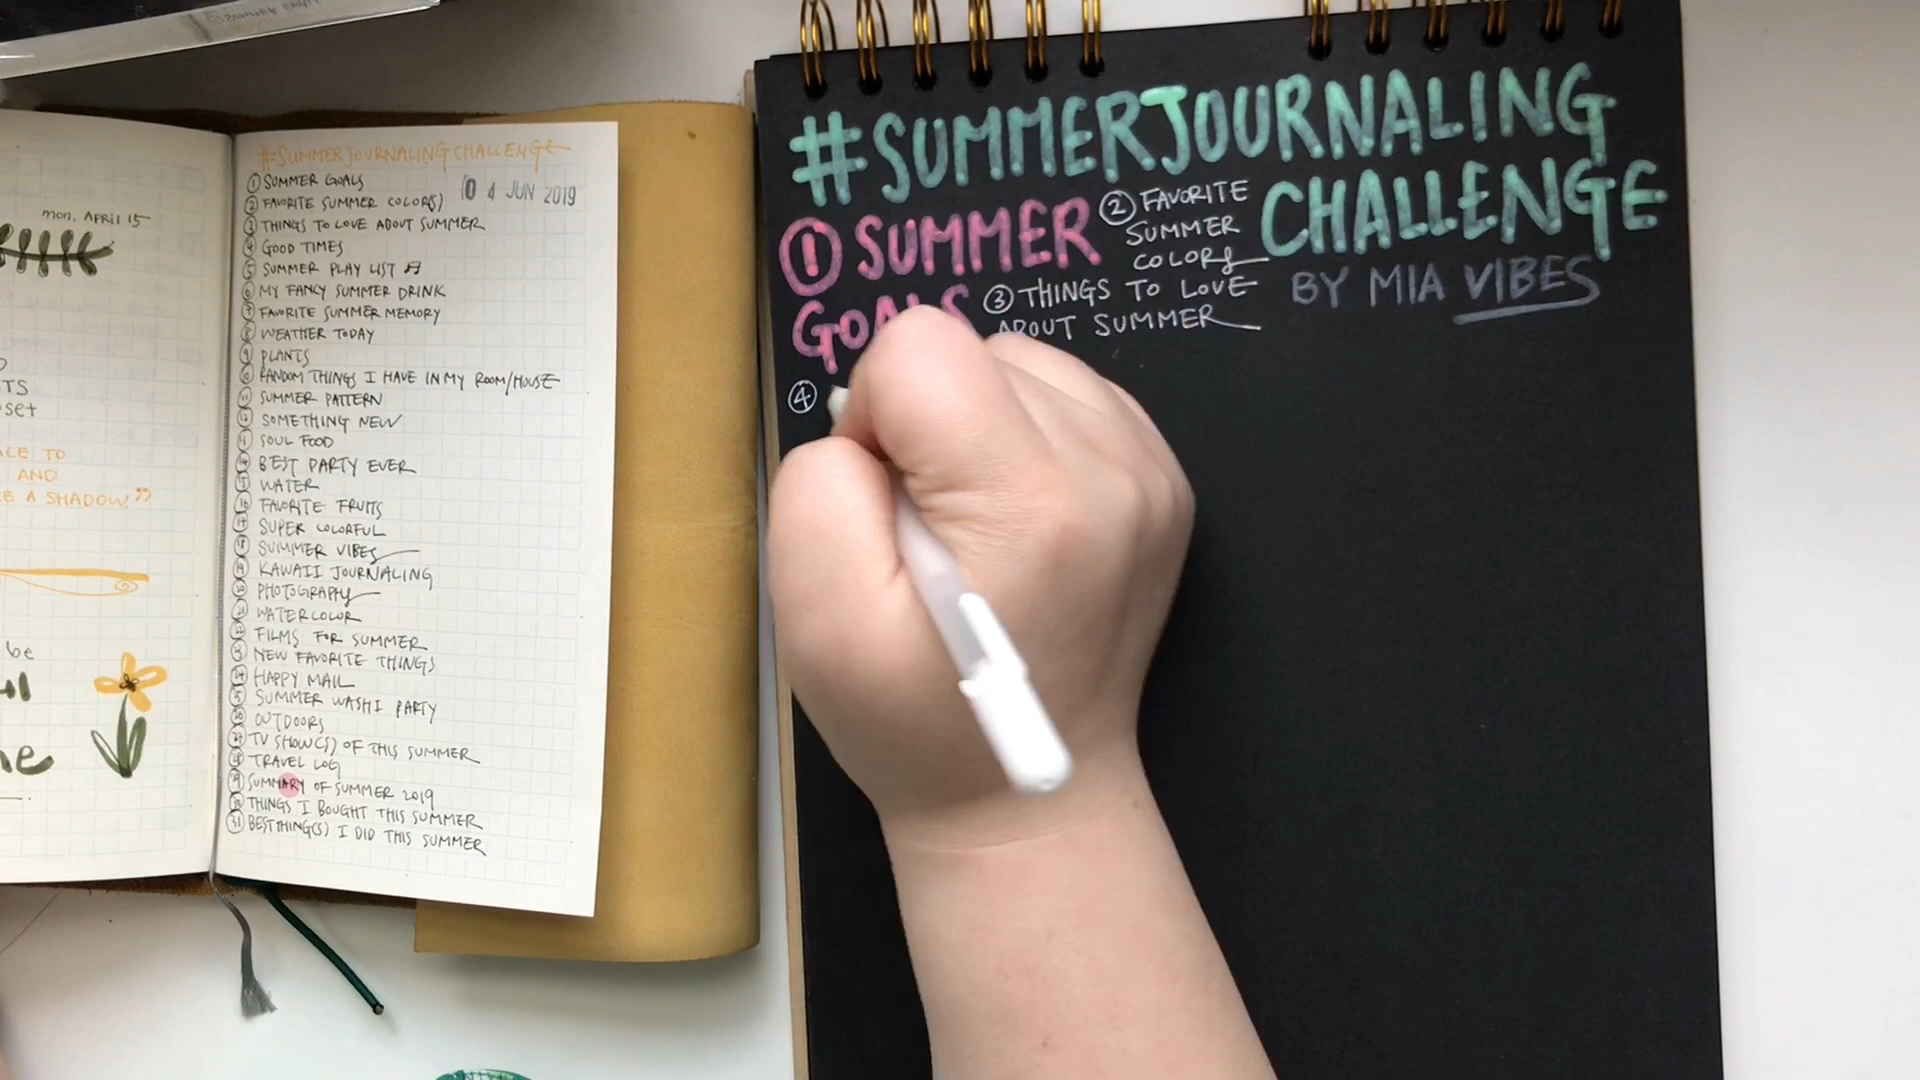 mon. APRIL 15
ACE TO
AND
A SHADOW."
be
#SUMMERJOURNALINGCHALLENGE
0 4 JUN 2019
① SUMMER GOALS
② FAVORITE SUMMER COLOR(S)
③ THINGS TO LOVE ABOUT SUMMER
④ GOOD TIMES
⑤ SUMMER PLAY LIST ♫
⑥ MY FANCY SUMMER DRINK
⑦ FAVORITE SUMMER MEMORY
⑧ WEATHER TODAY
⑨ PLANTS
⑩ RANDOM THINGS I HAVE IN MY ROOM/HOUSE
⑪ SUMMER PATTERN
⑫ SOMETHING NEW
⑬ SOUL FOOD
⑭ BEST PARTY EVER
⑮ WATER
⑯ FAVORITE FRUITS
⑰ SUPER COLORFUL
⑱ SUMMER VIBES
⑲ KAWAII JOURNALING
⑳ PHOTOGRAPHY
㉑ WATERCOLOR
㉒ FILMS FOR SUMMER
㉓ NEW FAVORITE THINGS
㉔ HAPPY MAIL
㉕ SUMMER WASHI PARTY
㉖ OUTDOORS
㉗ TV SHOW(S) OF THIS SUMMER
㉘ TRAVEL LOG
㉙ SUMMARY OF SUMMER 2019
㉚ THINGS I BOUGHT THIS SUMMER
㉛ BEST THING(S) I DID THIS SUMMER
#SUMMERJOURNALING
CHALLENGE
BY MIA VIBES
① SUMMER
GOALS
② FAVORITE
SUMMER
COLORS
③ THINGS TO LOVE
ABOUT SUMMER
④